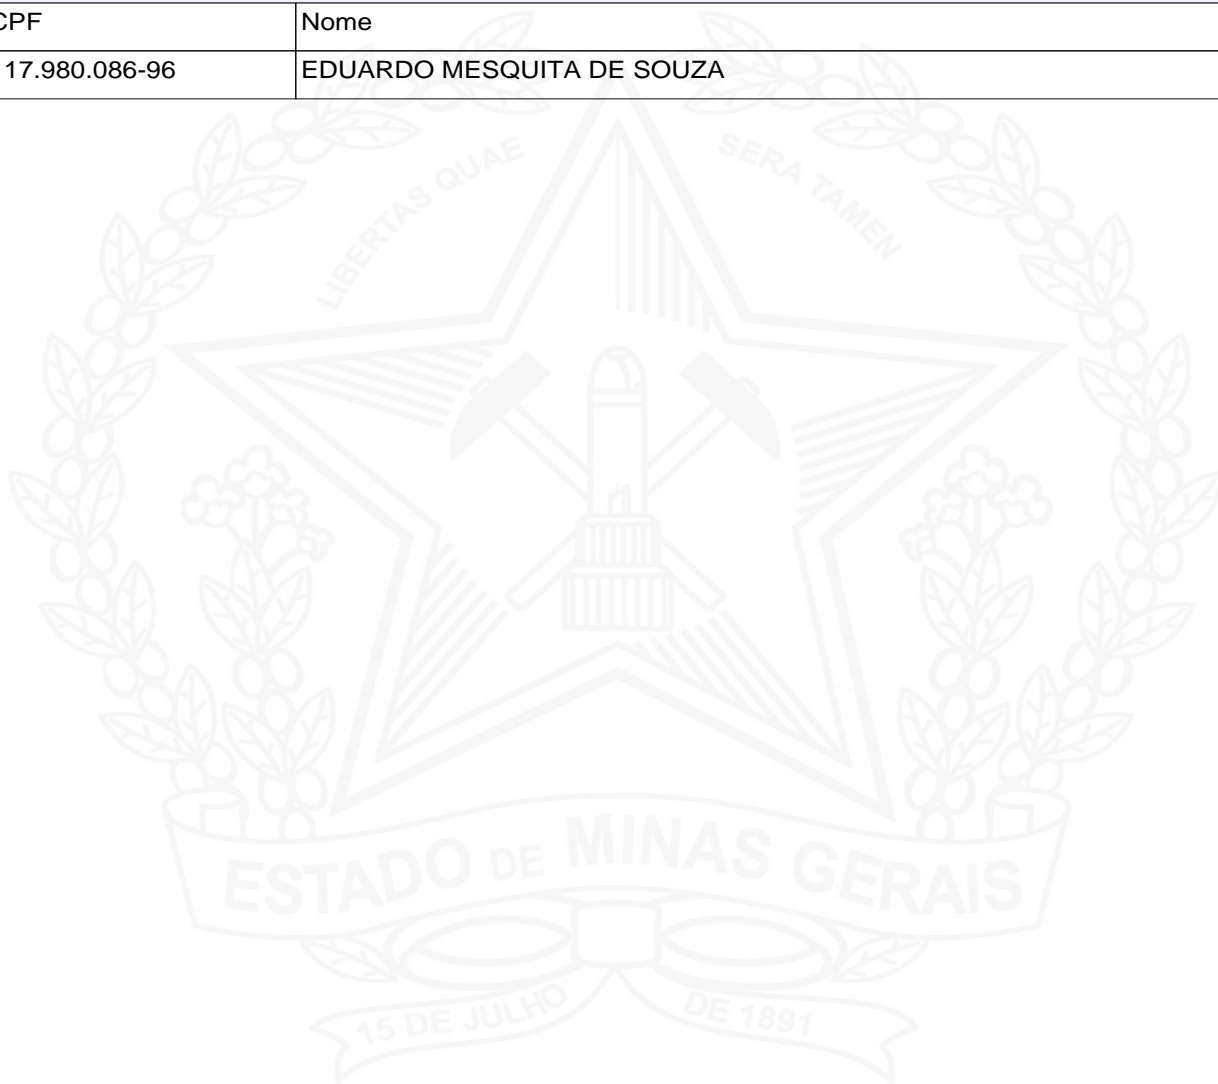 CPF Nome
17.980.086-96 EDUARDO MESQUITA DE SOUZA
LIBERTAS QUAE SERA TAMEN
ESTADO DE MINAS GERAIS
15 DE JULHO DE 1891